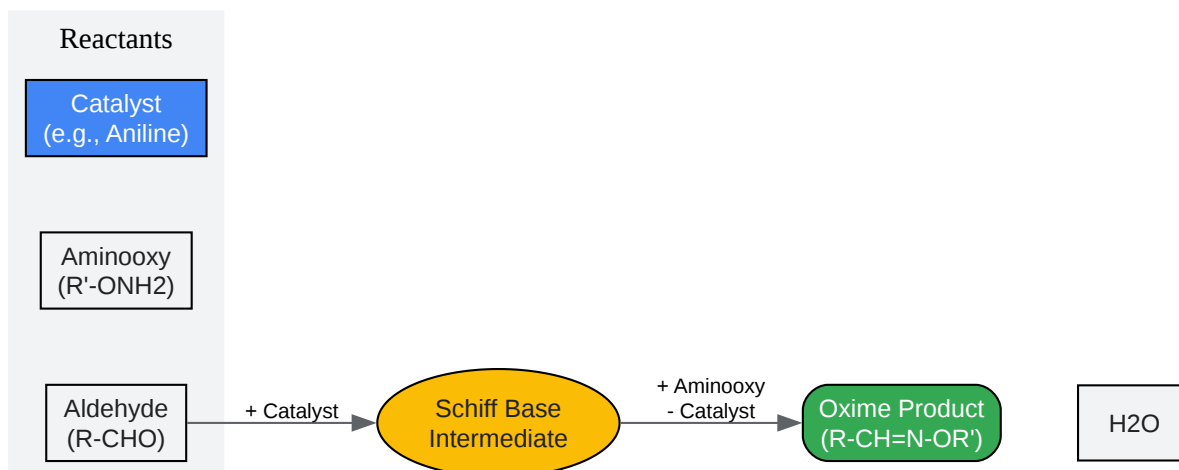 Reactants
Catalyst
(e.g., Aniline)
Aminooxy
(R'-ONH2)
Aldehyde
(R-CHO)
+ Catalyst
Schiff Base
Intermediate
+ Aminooxy
- Catalyst
Oxime Product
(R-CH=N-OR')
H2O